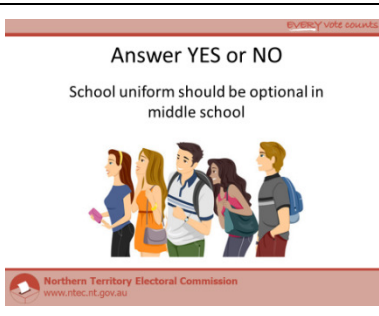 EVERY vote counts
Answer YES or NO
School uniform should be optional in
middle school
Northern Territory Electoral Commission
www.ntec.nt.gov.au